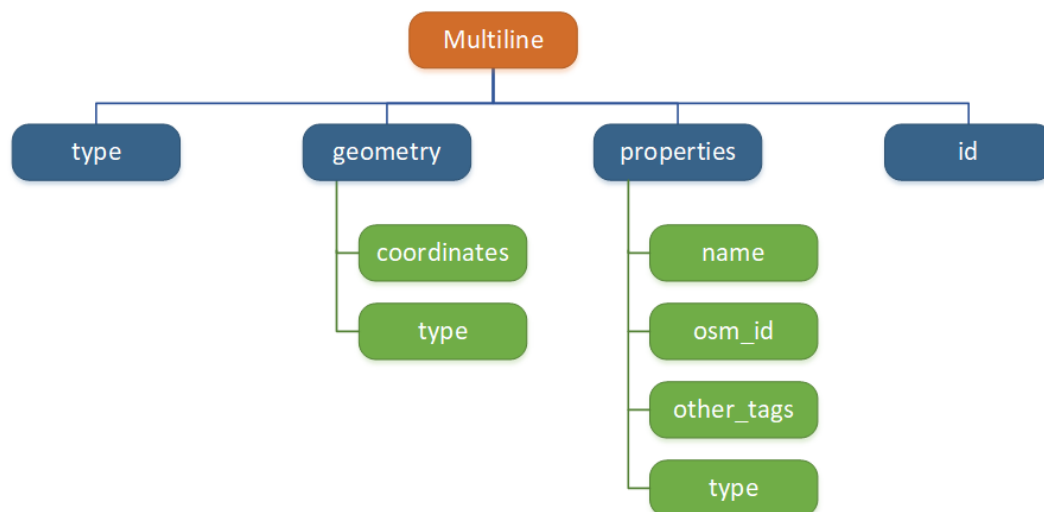 Multiline
type
geometry
properties
id
coordinates
type
name
osm_id
other_tags
type